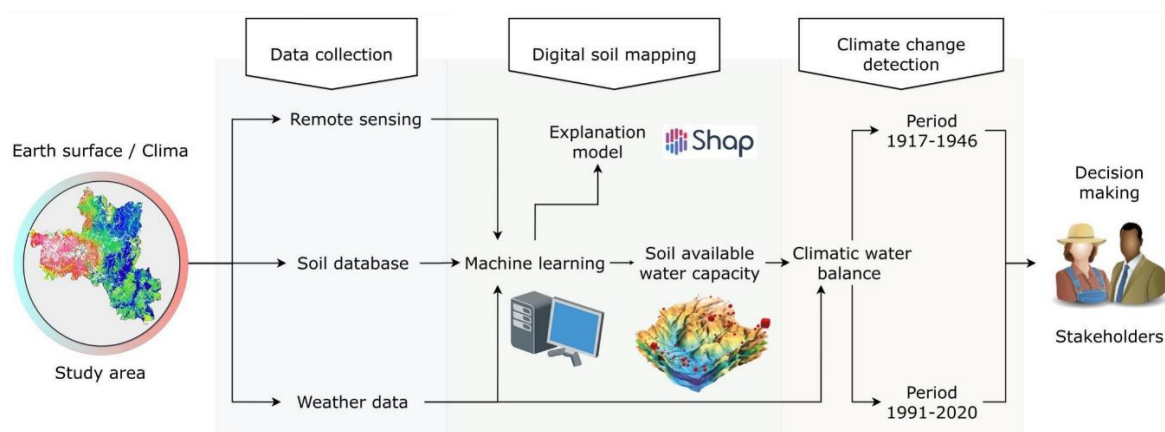 Data collection
Digital soil mapping
Climate change
detection
Earth surface / Clima
Study area
Remote sensing
Soil database
Weather data
Explanation
model
Shap
Machine learning
Soil available
water capacity
Climatic water
balance
Period
1917-1946
Period
1991-2020
Decision
making
Stakeholders